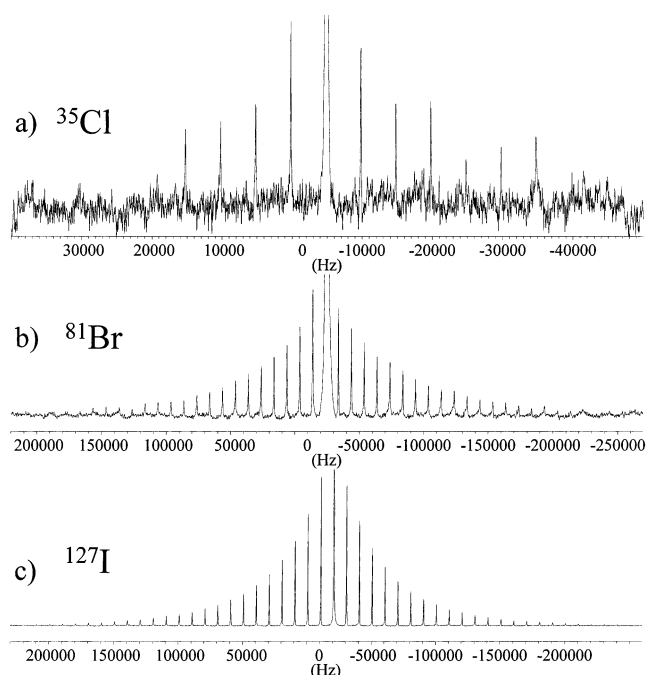 a) ³⁵Cl
30000 20000 10000 0 -10000 -20000 -30000 -40000
(Hz)
b) ⁸¹Br
200000 150000 100000 50000 0 -50000 -100000 -150000 -200000 -250000
(Hz)
c) ¹²⁷I
200000 150000 100000 50000 0 -50000 -100000 -150000 -200000
(Hz)